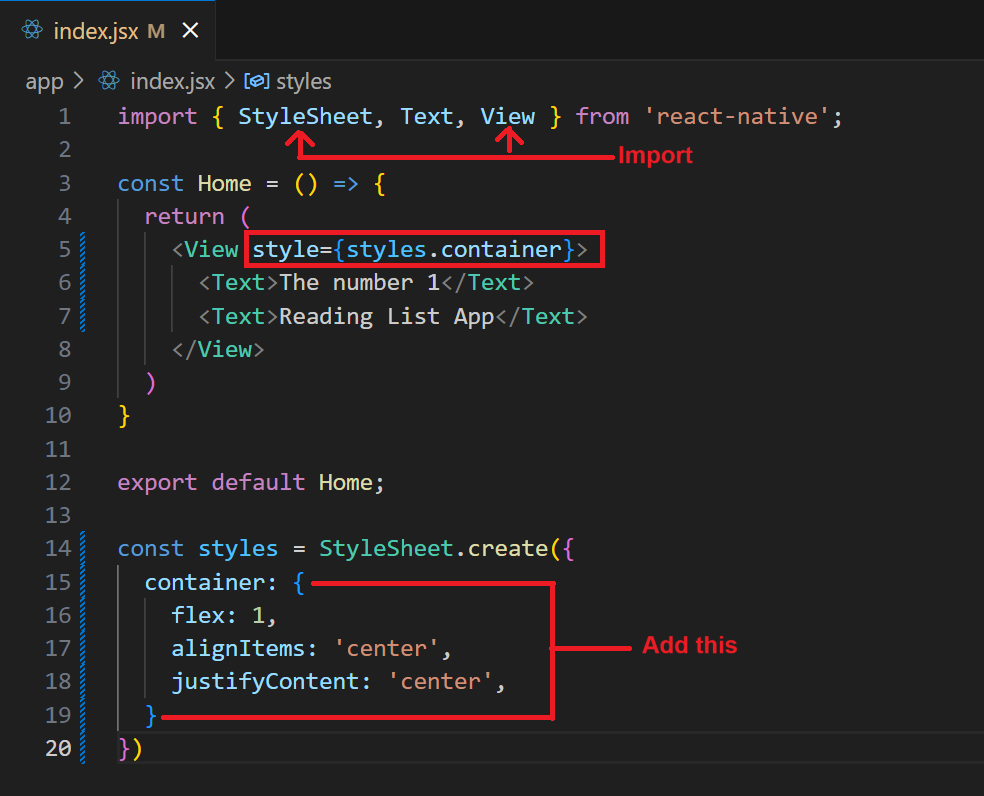 index.jsx M
app > index.jsx > styles
1 import { StyleSheet, Text, View } from 'react-native';
Import
2
3 const Home = () => {
4   return (
5     <View style={styles.container}>
6       <Text>The number 1</Text>
7       <Text>Reading List App</Text>
8     </View>
9   )
10 }
11
12 export default Home;
13
14 const styles = StyleSheet.create({
15   container: {
16     flex: 1,
17     alignItems: 'center',
Add this
18     justifyContent: 'center',
19   }
20 })